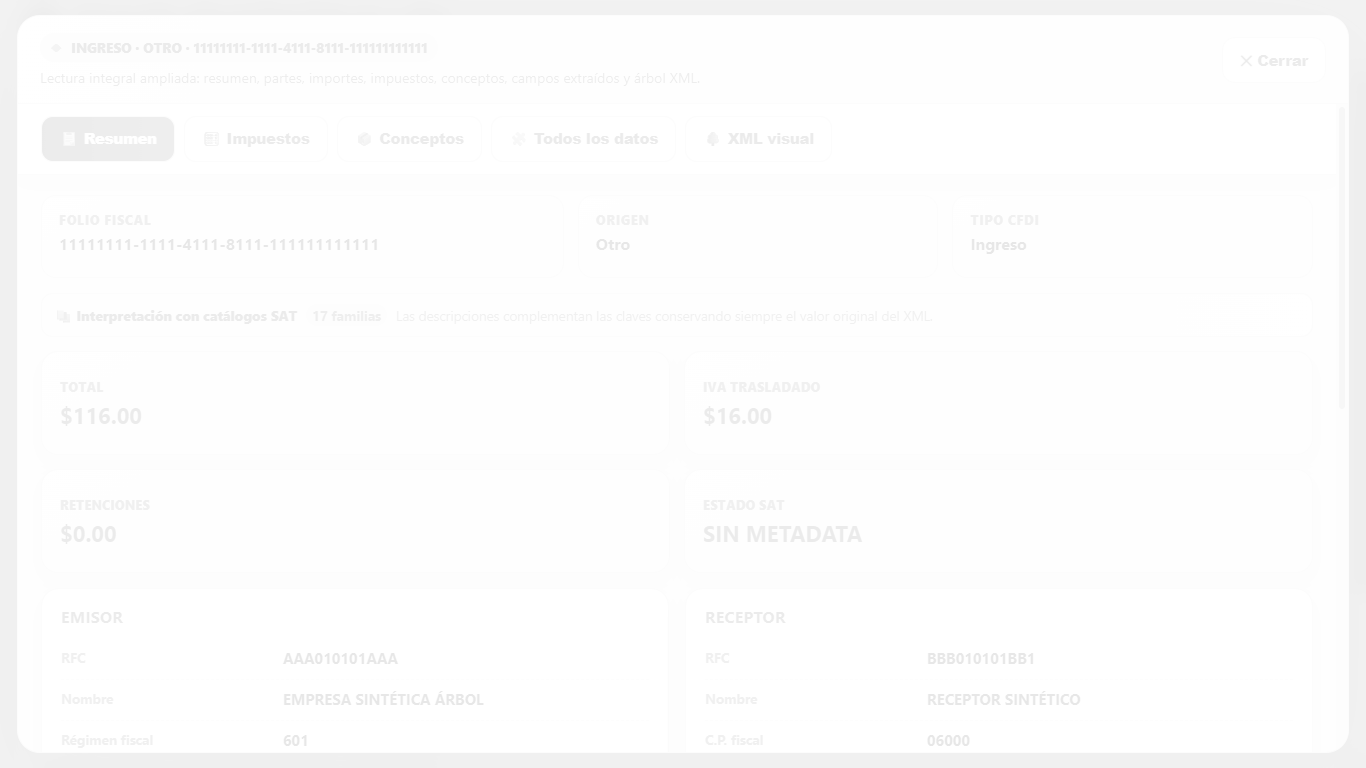 INGRESO · OTRO · 11111111-1111-4111-8111-111111111111
Lectura integral ampliada: resumen, partes, importes, impuestos, conceptos, campos extraídos y árbol XML.
× Cerrar
Resumen
Impuestos
Conceptos
Todos los datos
XML visual
FOLIO FISCAL
11111111-1111-4111-8111-111111111111
ORIGEN
Otro
TIPO CFDI
Ingreso
Interpretación con catálogos SAT 17 familias Las descripciones complementan las claves conservando siempre el valor original del XML.
TOTAL
$116.00
IVA TRASLADADO
$16.00
RETENCIONES
$0.00
ESTADO SAT
SIN METADATA
EMISOR
RFC AAA010101AAA
Nombre EMPRESA SINTÉTICA ÁRBOL
Régimen fiscal 601
RECEPTOR
RFC BBB010101BB1
Nombre RECEPTOR SINTÉTICO
C.P. fiscal 06000